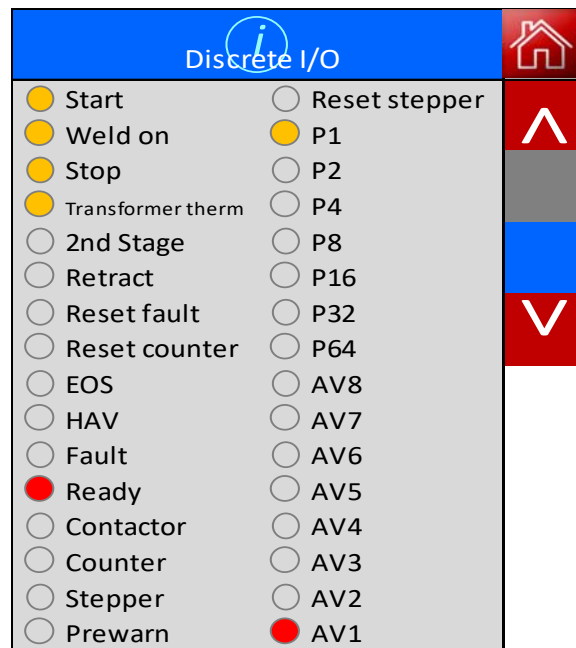 Discrete I/O
Start
Weld on
Stop
Transformer therm
2nd Stage
Retract
Reset fault
Reset counter
EOS
HAV
Fault
Ready
Contactor
Counter
Stepper
Prewarn
Reset stepper
P1
P2
P4
P8
P16
P32
P64
AV8
AV7
AV6
AV5
AV4
AV3
AV2
AV1